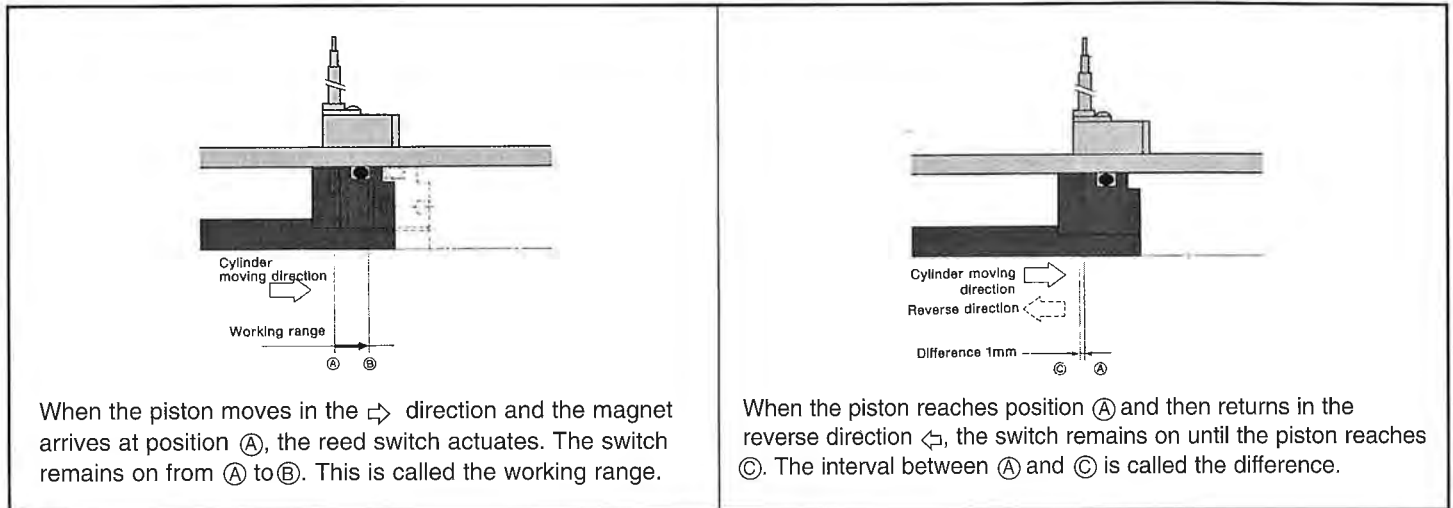 Cylinder
moving direction
Working range
Ⓐ Ⓑ
When the piston moves in the ⇨ direction and the magnet
arrives at position Ⓐ, the reed switch actuates. The switch
remains on from Ⓐ toⒷ. This is called the working range.
Cylinder moving
direction
Reverse direction
Difference 1mm
Ⓒ Ⓐ
When the piston reaches position Ⓐ and then returns in the
reverse direction ⇦, the switch remains on until the piston reaches
Ⓒ. The interval between Ⓐ and Ⓒ is called the difference.